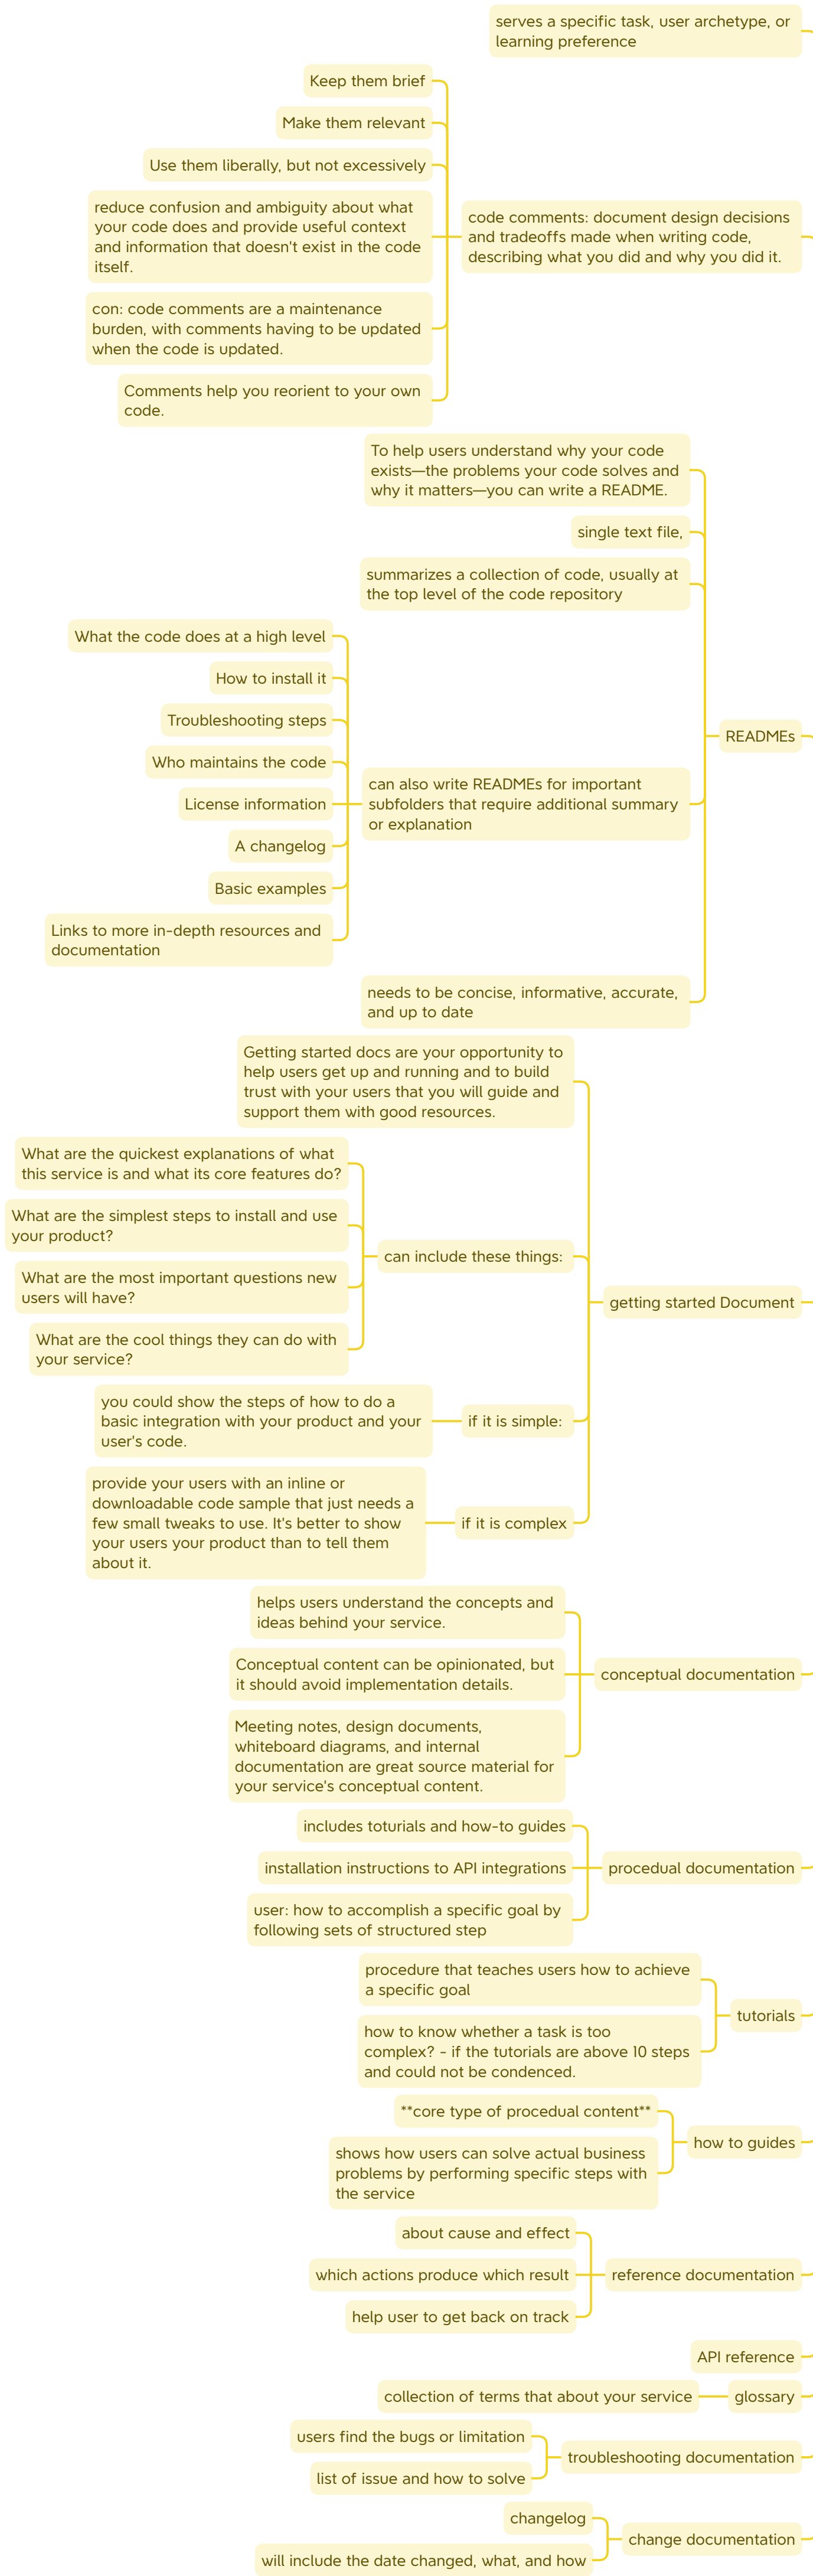 serves a specific task, user archetype, or
learning preference
Keep them brief
Make them relevant
Use them liberally, but not excessively
reduce confusion and ambiguity about what
your code does and provide useful context
and information that doesn't exist in the code
itself.
con: code comments are a maintenance
burden, with comments having to be updated
when the code is updated.
Comments help you reorient to your own
code.
code comments: document design decisions
and tradeoffs made when writing code,
describing what you did and why you did it.
To help users understand why your code
exists—the problems your code solves and
why it matters—you can write a README.
single text file,
summarizes a collection of code, usually at
the top level of the code repository
What the code does at a high level
How to install it
Troubleshooting steps
Who maintains the code
License information
A changelog
Basic examples
Links to more in-depth resources and
documentation
can also write READMEs for important
subfolders that require additional summary
or explanation
needs to be concise, informative, accurate,
and up to date
READMEs
Getting started docs are your opportunity to
help users get up and running and to build
trust with your users that you will guide and
support them with good resources.
What are the quickest explanations of what
this service is and what its core features do?
What are the simplest steps to install and use
your product?
What are the most important questions new
users will have?
What are the cool things they can do with
your service?
can include these things:
you could show the steps of how to do a
basic integration with your product and your
user's code.
if it is simple:
provide your users with an inline or
downloadable code sample that just needs a
few small tweaks to use. It's better to show
your users your product than to tell them
about it.
if it is complex
getting started Document
helps users understand the concepts and
ideas behind your service.
Conceptual content can be opinionated, but
it should avoid implementation details.
Meeting notes, design documents,
whiteboard diagrams, and internal
documentation are great source material for
your service's conceptual content.
conceptual documentation
includes toturials and how-to guides
installation instructions to API integrations
user: how to accomplish a specific goal by
following sets of structured step
procedual documentation
procedure that teaches users how to achieve
a specific goal
how to know whether a task is too
complex? - if the tutorials are above 10 steps
and could not be condenced.
tutorials
**core type of procedual content**
shows how users can solve actual business
problems by performing specific steps with
the service
how to guides
about cause and effect
which actions produce which result
help user to get back on track
reference documentation
API reference
collection of terms that about your service
glossary
users find the bugs or limitation
list of issue and how to solve
troubleshooting documentation
changelog
will include the date changed, what, and how
change documentation